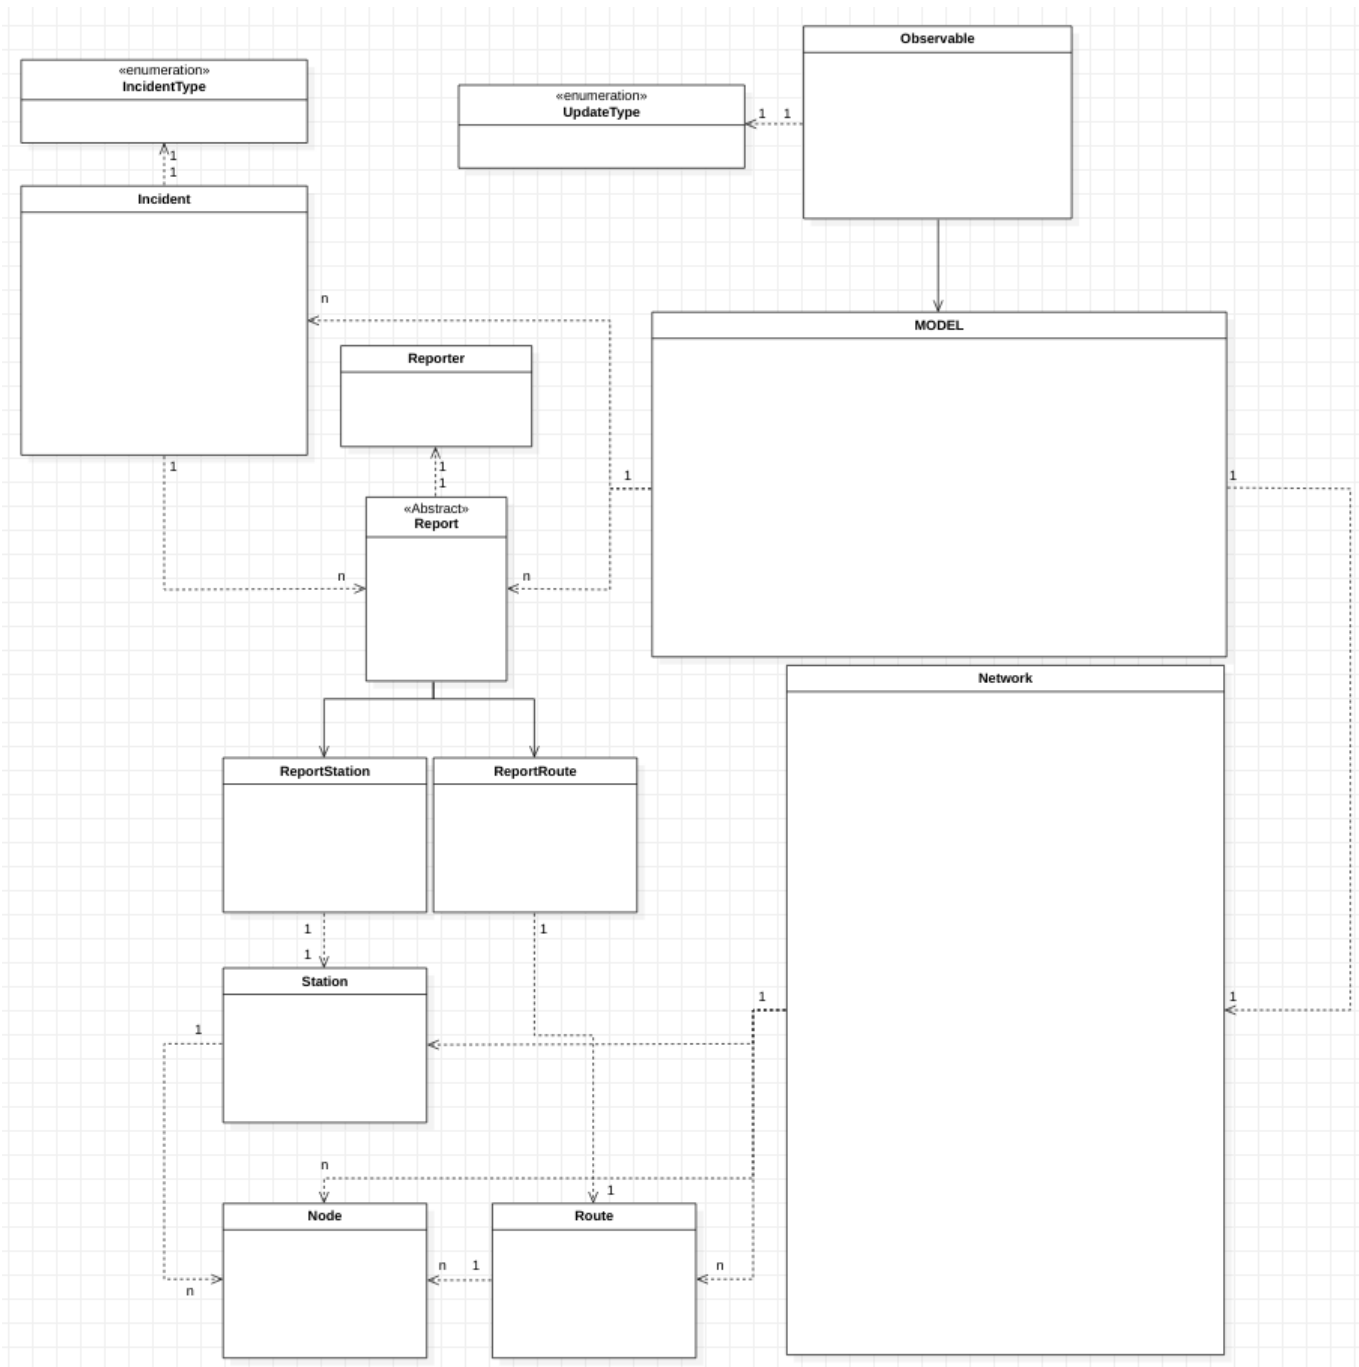 Observable
«enumeration»
IncidentType
«enumeration»
UpdateType
1 1
1
1
Incident
n
MODEL
Reporter
1
1
1
1
1
«Abstract»
Report
n
n
Network
ReportStation
ReportRoute
1
1
1
Station
1
1
1
n
1
Node
Route
n 1
n
n